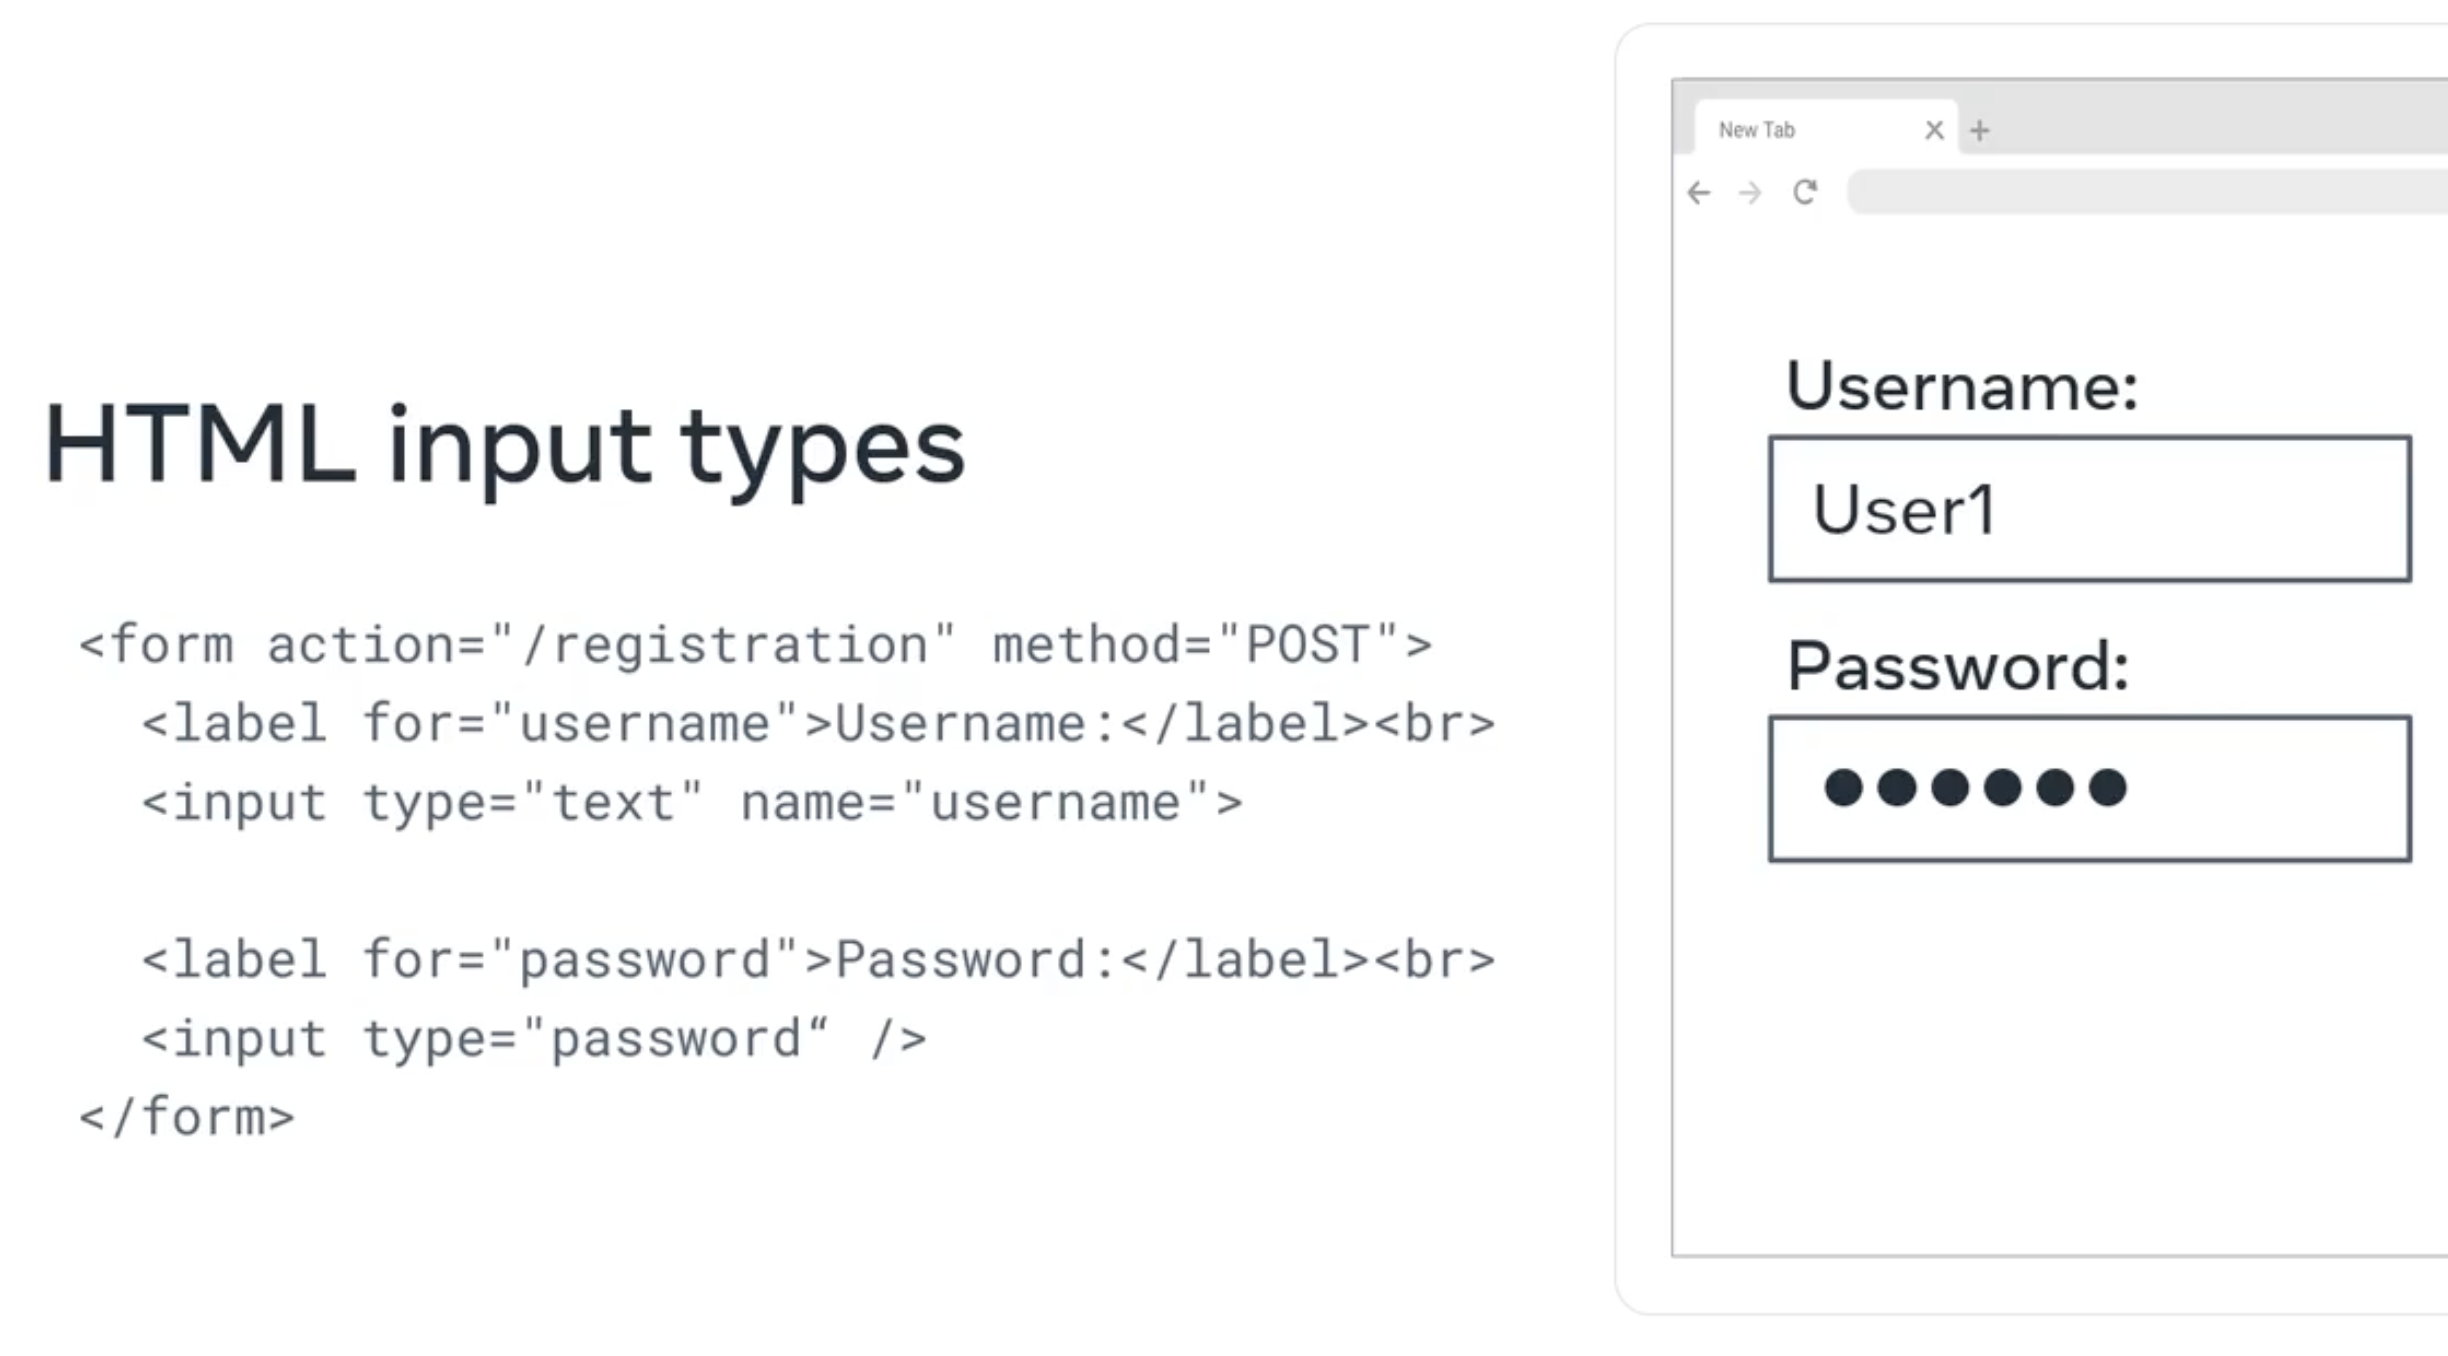 HTML input types
<form action="/registration" method="POST">
<label for="username">Username:</label><br>
<input type="text" name="username">
<label for="password">Password:</label><br>
<input type="password“ />
</form>
New Tab
Username:
User1
Password: